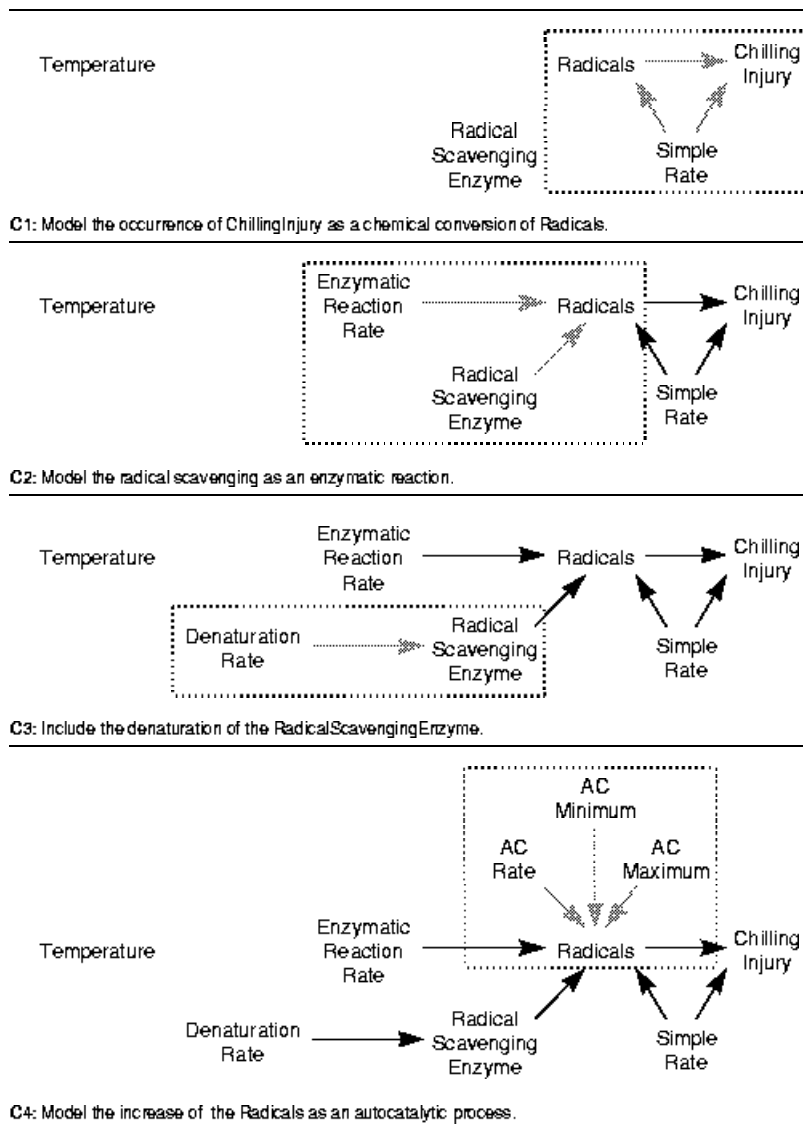 Temperature
Radicals
Chilling
Injury
Radical
Scavenging
Enzyme
Simple
Rate
C1: Model the occurrence of ChillingInjury as a chemical conversion of Radicals.
Temperature
Enzymatic
Reaction
Rate
Radicals
Chilling
Injury
Radical
Scavenging
Enzyme
Simple
Rate
C2: Model the radical scavenging as an enzymatic reaction.
Temperature
Enzymatic
Reaction
Rate
Radicals
Chilling
Injury
Denaturation
Rate
Radical
Scavenging
Enzyme
Simple
Rate
C3: Include the denaturation of the RadicalScavengingEnzyme.
AC
Minimum
AC
Rate
AC
Maximum
Temperature
Enzymatic
Reaction
Rate
Radicals
Chilling
Injury
Denaturation
Rate
Radical
Scavenging
Enzyme
Simple
Rate
C4: Model the increase of the Radicals as an autocatalytic process.